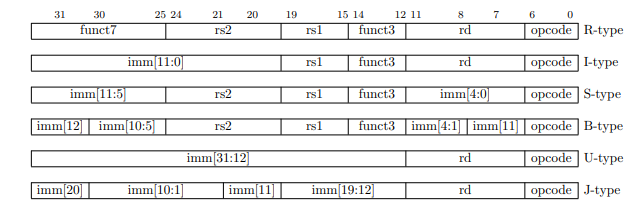 31 30 25 24 21 20 19 15 14 12 11 8 7 6 0
funct7 rs2 rs1 funct3 rd opcode R-type
imm[11:0] rs1 funct3 rd opcode I-type
imm[11:5] rs2 rs1 funct3 imm[4:0] opcode S-type
imm[12] imm[10:5] rs2 rs1 funct3 imm[4:1] imm[11] opcode B-type
imm[31:12] rd opcode U-type
imm[20] imm[10:1] imm[11] imm[19:12] rd opcode J-type